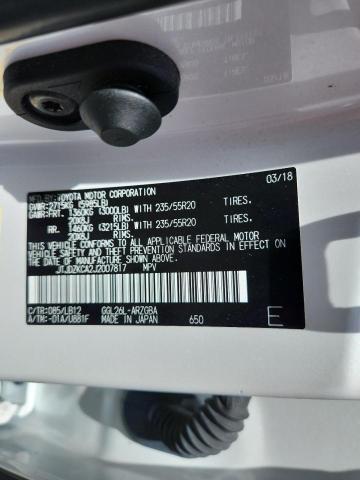 MFD.BY:TOYOTA MOTOR CORPORATION 03/18
GVWR:2715KG (5985LB)
GAWR:FRT. 1360KG (3000LB) WITH 235/55R20 TIRES.
20X8J
RR. 1460KG (3215LB) WITH 235/55R20 TIRES.
20X8J
THIS VEHICLE CONFORMS TO ALL APPLICABLE FEDERAL MOTOR
VEHICLE SAFETY AND THEFT PREVENTION STANDARDS IN
EFFECT ON THE DATE OF MANUFACTURE SHOWN ABOVE.
JTJDZKCA2J2007817 MPV
C/TR:085/LB12 GGL26L-ARZGBA
A/TM:-01A/U881F MADE IN JAPAN 650 E